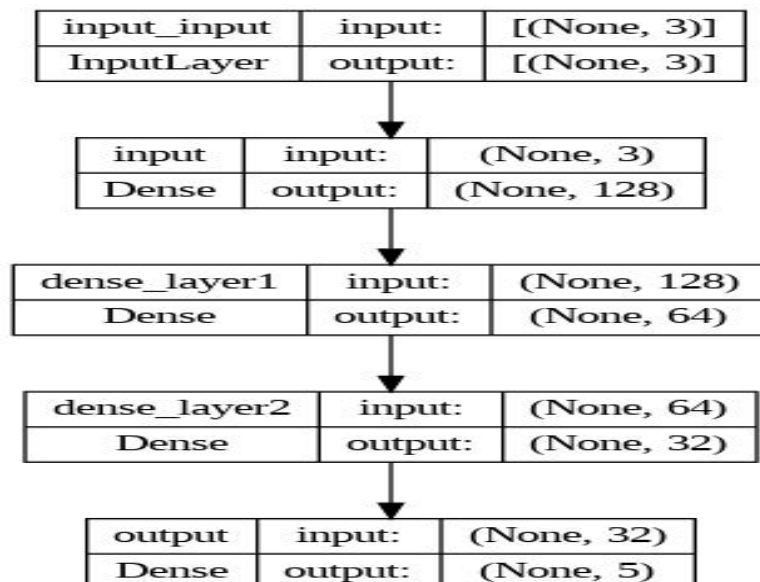 input_input input: [(None, 3)]
InputLayer output: [(None, 3)]
input input: (None, 3)
Dense output: (None, 128)
dense_layer1 input: (None, 128)
Dense output: (None, 64)
dense_layer2 input: (None, 64)
Dense output: (None, 32)
output input: (None, 32)
Dense output: (None, 5)